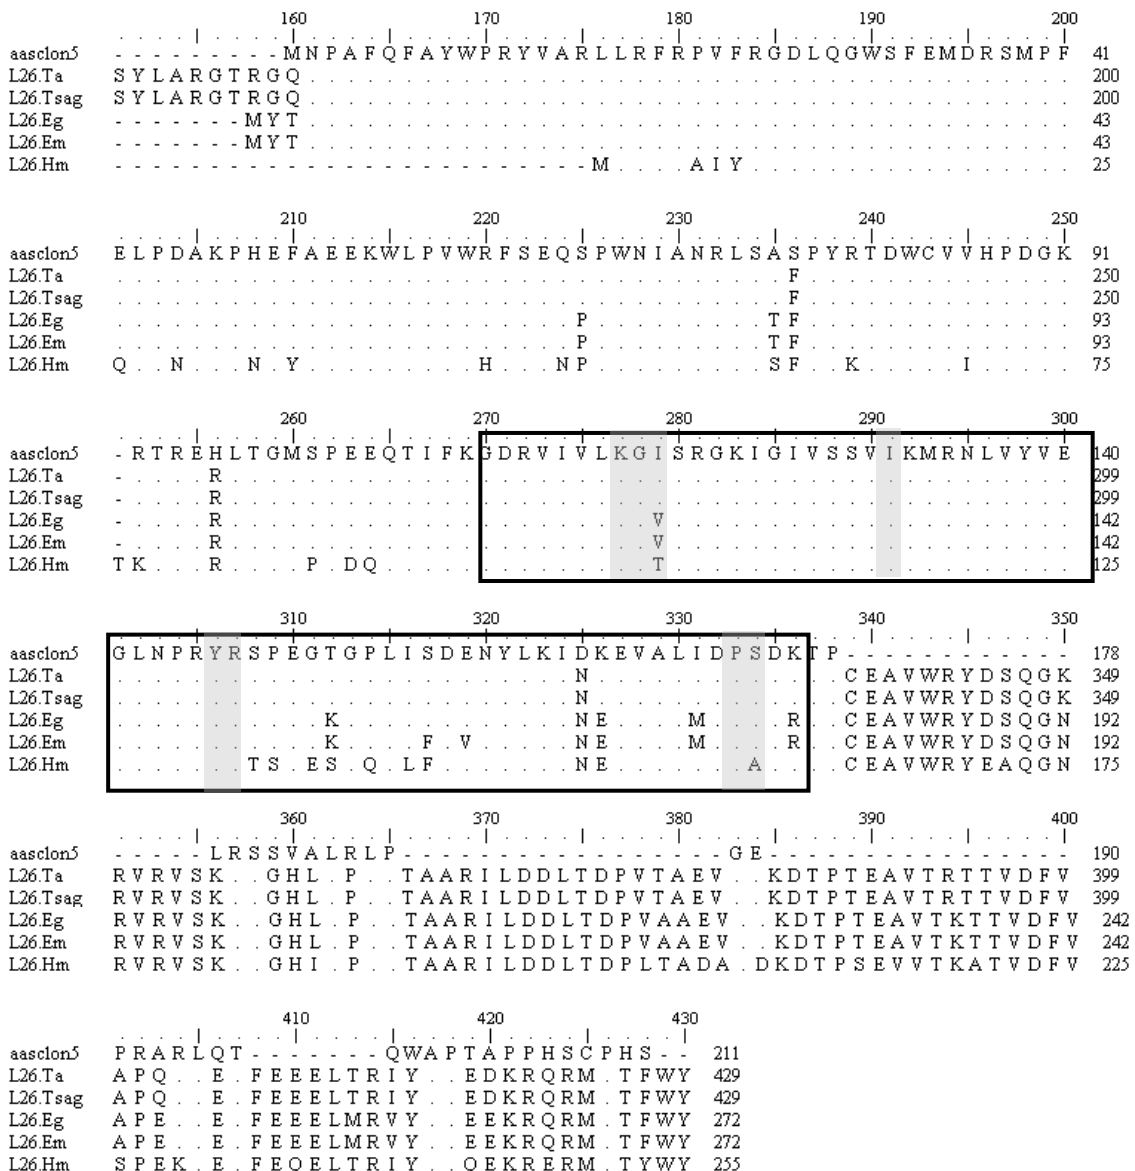 160 170 180 190 200
aasclon5 - - - - - - - - - M N P A F Q F A Y W P R Y V A R L L R F R P V F R G D L Q G W S F E M D R S M P F 41
L26.Ta S Y L A R G T R G Q . . . . . . . . . . . . . . . . . . . . . . . . . . . . . . . . . . . . . . . . 200
L26.Tsag S Y L A R G T R G Q . . . . . . . . . . . . . . . . . . . . . . . . . . . . . . . . . . . . . . . . 200
L26.Eg - - - - - - - M Y T . . . . . . . . . . . . . . . . . . . . . . . . . . . . . . . . . . . . . . . . 43
L26.Em - - - - - - - M Y T . . . . . . . . . . . . . . . . . . . . . . . . . . . . . . . . . . . . . . . . 43
L26.Hm - - - - - - - - - - - - - - - - - - - - - - - - - M . . . . A I Y . . . . . . . . . . . . . . . . . 25
210 220 230 240 250
aasclon5 E L P D A K P H E F A E E K W L P V W R F S E Q S P W N I A N R L S A S P Y R T D W C V V H P D G K 91
L26.Ta . . . . . . . . . . . . . . . . . . . . . . . . . . . . . . . . . . . F . . . . . . . . . . . . . . 250
L26.Tsag . . . . . . . . . . . . . . . . . . . . . . . . . . . . . . . . . . . F . . . . . . . . . . . . . . 250
L26.Eg . . . . . . . . . . . . . . . . . . . . . . . . P . . . . . . . . . T F . . . . . . . . . . . . . . 93
L26.Em . . . . . . . . . . . . . . . . . . . . . . . . P . . . . . . . . . T F . . . . . . . . . . . . . . 93
L26.Hm Q . . N . . . N . Y . . . . . . . . . H . . . N P . . . . . . . . . S F . . K . . . . . I . . . . . 75
260 270 280 290 300
aasclon5 - R T R E H L T G M S P E E Q T I F K G D R V I V L K G I S R G K I G I V S S V I K M R N L V Y V E 140
L26.Ta - . . . . R . . . . . . . . . . . . . . . . . . . . . . . . . . . . . . . . . . . . . . . . . . . . 299
L26.Tsag - . . . . R . . . . . . . . . . . . . . . . . . . . . . . . . . . . . . . . . . . . . . . . . . . . 299
L26.Eg - . . . . R . . . . . . . . . . . . . . . . . . . . . . V . . . . . . . . . . . . . . . . . . . . . 142
L26.Em - . . . . R . . . . . . . . . . . . . . . . . . . . . . V . . . . . . . . . . . . . . . . . . . . . 142
L26.Hm T K . . . R . . . . P . D Q . . . . . . . . . . . . . . T . . . . . . . . . . . . . . . . . . . . . 125
310 320 330 340 350
aasclon5 G L N P R Y R S P E G T G P L I S D E N Y L K I D K E V A L I D P S D K T P - - - - - - - - - - - - 178
L26.Ta . . . . . . . . . . . . . . . . . . . . . . . . N . . . . . . . . . . . . . C E A V W R Y D S Q G K 349
L26.Tsag . . . . . . . . . . . . . . . . . . . . . . . . N . . . . . . . . . . . . . C E A V W R Y D S Q G K 349
L26.Eg . . . . . . . . . . . K . . . . . . . . . . . . N E . . . . M . . . . R . . C E A V W R Y D S Q G N 192
L26.Em . . . . . . . . . . . K . . . . F . V . . . . . N E . . . . M . . . . R . . C E A V W R Y D S Q G N 192
L26.Hm . . . . . . . T S . E S . Q . L F . . . . . . . N E . . . . . . . A . . . . C E A V W R Y E A Q G N 175
360 370 380 390 400
aasclon5 - - - - - L R S S V A L R L P - - - - - - - - - - - - - - - - - G E - - - - - - - - - - - - - - - - 190
L26.Ta R V R V S K . . G H L . P . . T A A R I L D D L T D P V T A E V . . K D T P T E A V T R T T V D F V 399
L26.Tsag R V R V S K . . G H L . P . . T A A R I L D D L T D P V T A E V . . K D T P T E A V T R T T V D F V 399
L26.Eg R V R V S K . . G H L . P . . T A A R I L D D L T D P V A A E V . . K D T P T E A V T K T T V D F V 242
L26.Em R V R V S K . . G H L . P . . T A A R I L D D L T D P V A A E V . . K D T P T E A V T K T T V D F V 242
L26.Hm R V R V S K . . G H I . P . . T A A R I L D D L T D P L T A D A . D K D T P S E V V T K A T V D F V 225
410 420 430
aasclon5 P R A R L Q T - - - - - - - Q W A P T A P P H S C P H S - - 211
L26.Ta A P Q . . E . F E E E L T R I Y . . E D K R Q R M . T F W Y 429
L26.Tsag A P Q . . E . F E E E L T R I Y . . E D K R Q R M . T F W Y 429
L26.Eg A P E . . E . F E E E L M R V Y . . E E K R Q R M . T F W Y 272
L26.Em A P E . . E . F E E E L M R V Y . . E E K R Q R M . T F W Y 272
L26.Hm S P E K . E . F E Q E L T R I Y . . Q E K R E R M . T Y W Y 255